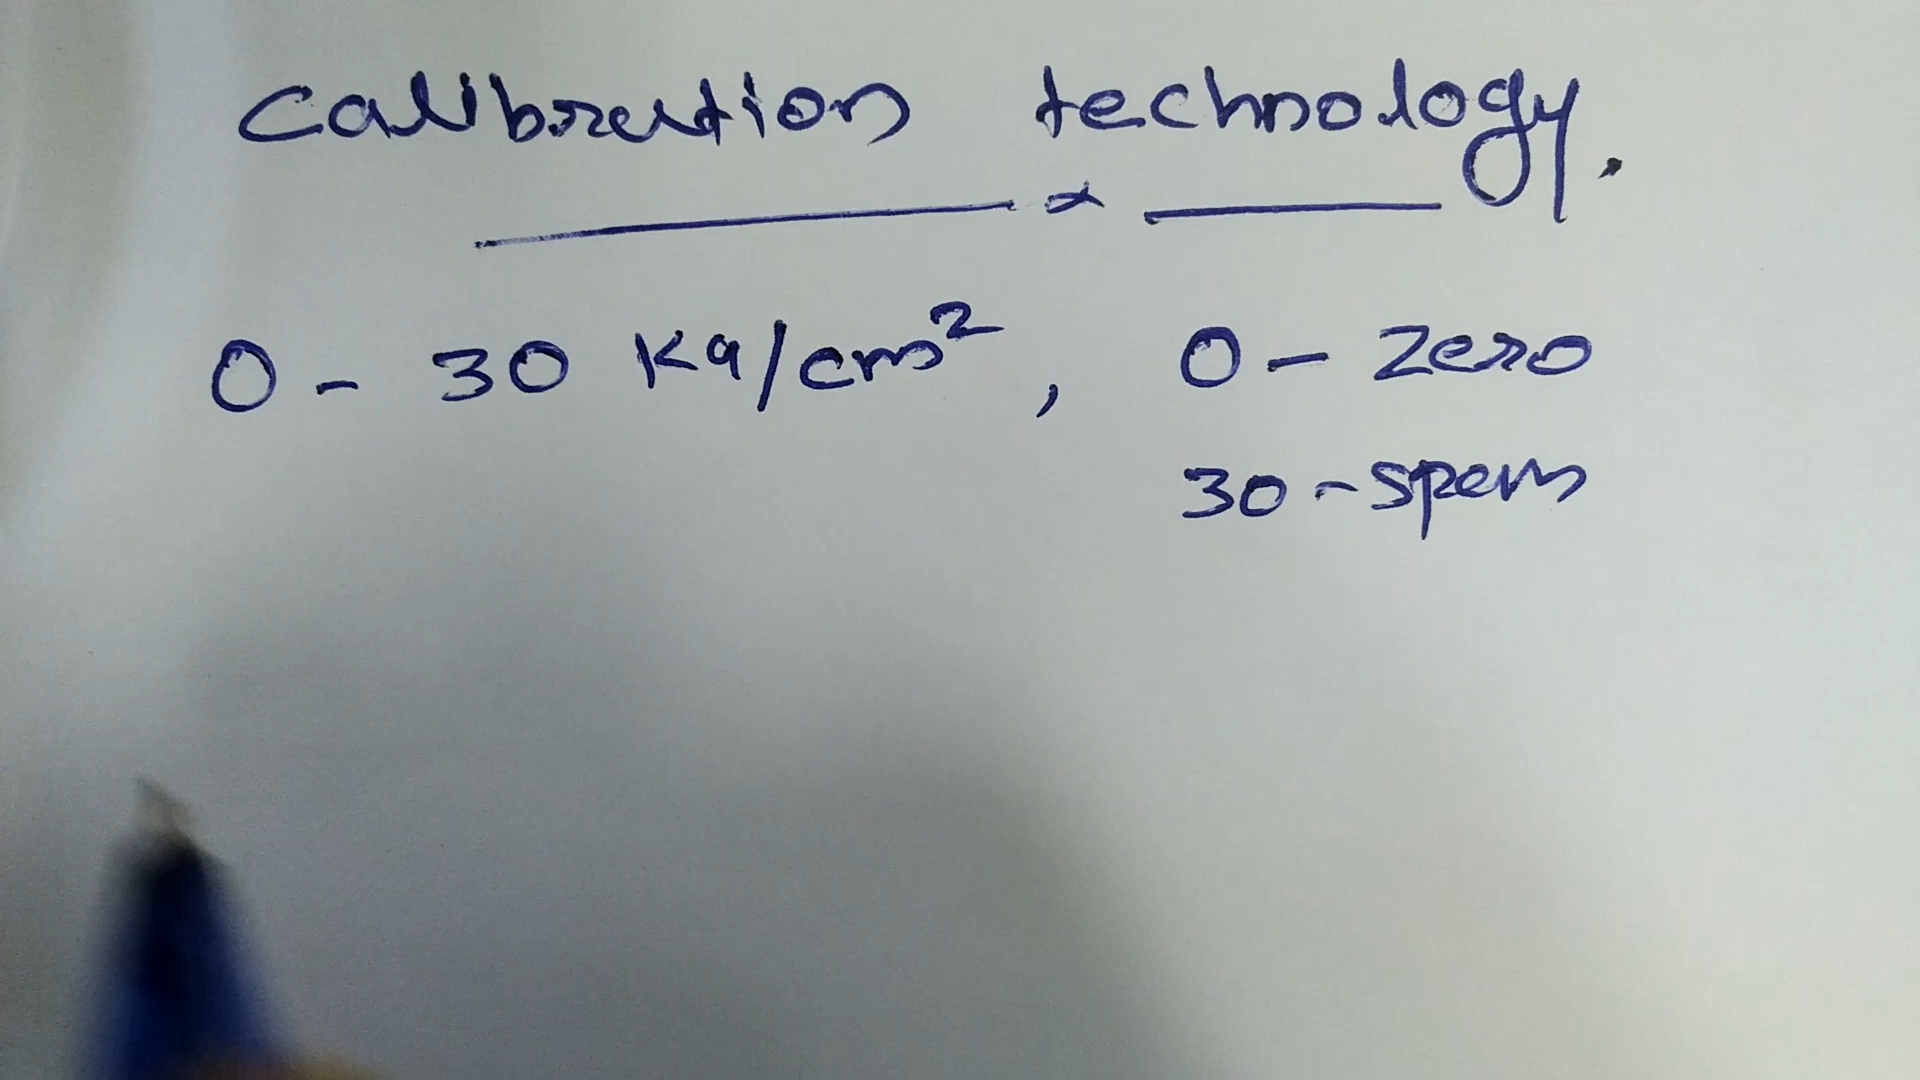 Calibration technology.
0 - 30 Kg/cm², 0 - Zero
30 - span